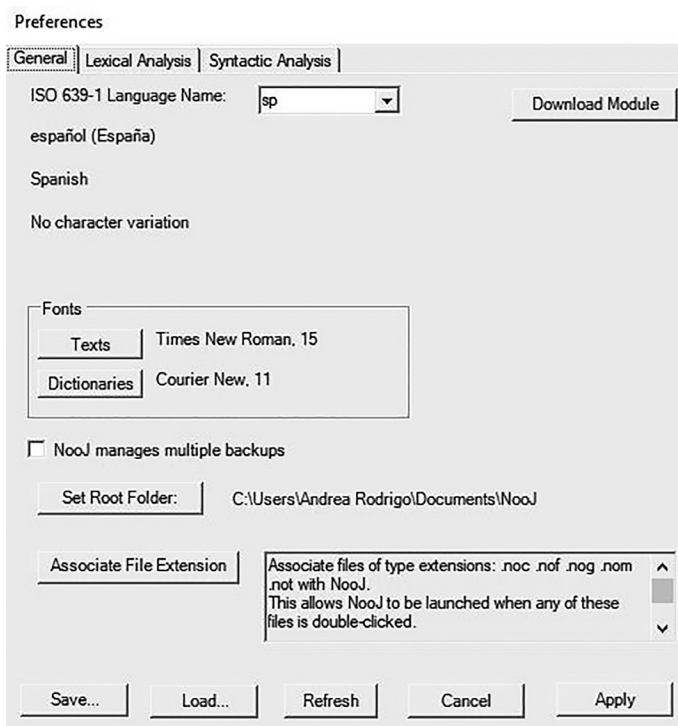 Preferences
General
Lexical Analysis
Syntactic Analysis
ISO 639-1 Language Name:
sp
Download Module
español (España)
Spanish
No character variation
Fonts
Texts
Times New Roman, 15
Dictionaries
Courier New, 11
NooJ manages multiple backups
Set Root Folder:
C:\Users\Andrea Rodrigo\Documents\NooJ
Associate File Extension
Associate files of type extensions: .noc .nof .nog .nom
.not with NooJ.
This allows NooJ to be launched when any of these
files is double-clicked.
Save...
Load...
Refresh
Cancel
Apply